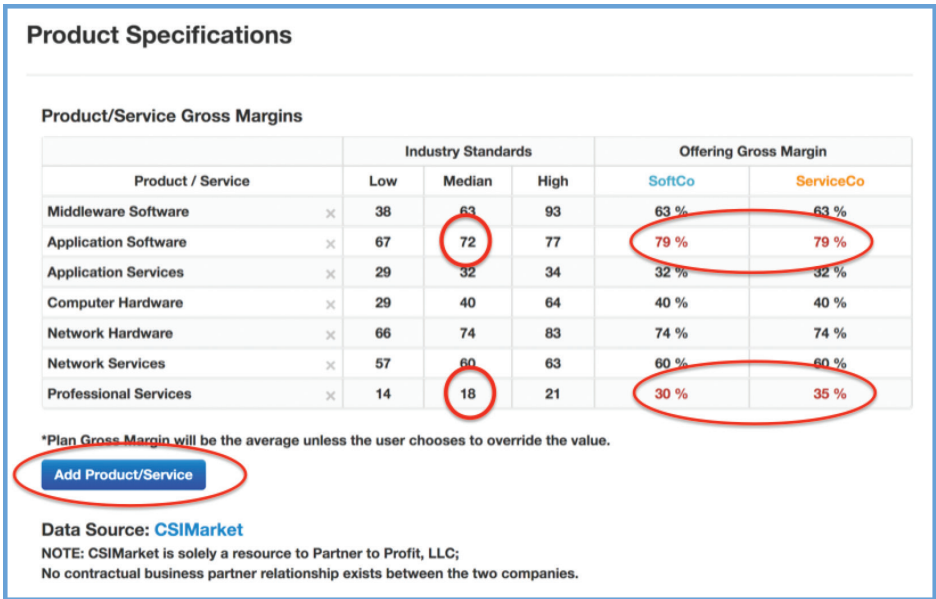 Product Specifications
Product/Service Gross Margins
Industry Standards Offering Gross Margin
Product / Service Low Median High SoftCo ServiceCo
Middleware Software × 38 63 93 63 % 63 %
Application Software × 67 72 77 79 % 79 %
Application Services × 29 32 34 32 % 32 %
Computer Hardware × 29 40 64 40 % 40 %
Network Hardware × 66 74 83 74 % 74 %
Network Services × 57 60 63 60 % 60 %
Professional Services × 14 18 21 30 % 35 %
*Plan Gross Margin will be the average unless the user chooses to override the value.
Add Product/Service
Data Source: CSIMarket
NOTE: CSIMarket is solely a resource to Partner to Profit, LLC;
No contractual business partner relationship exists between the two companies.